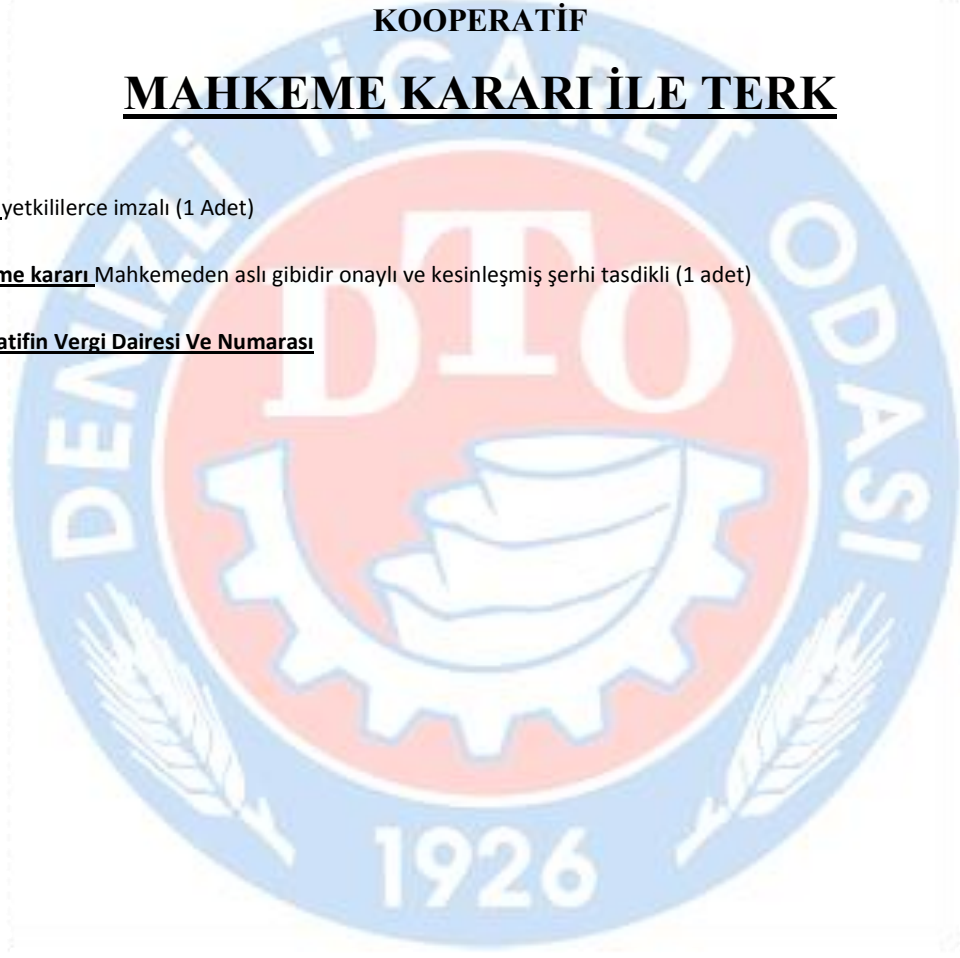 KOOPERATİF
MAHKEME KARARI İLE TERK
yetkililerce imzalı (1 Adet)
me kararı Mahkemeden aslı gibidir onaylı ve kesinleşmiş şerhi tasdikli (1 adet)
atifin Vergi Dairesi Ve Numarası
DENİZLİ TİCARET ODASI
DTO
1926